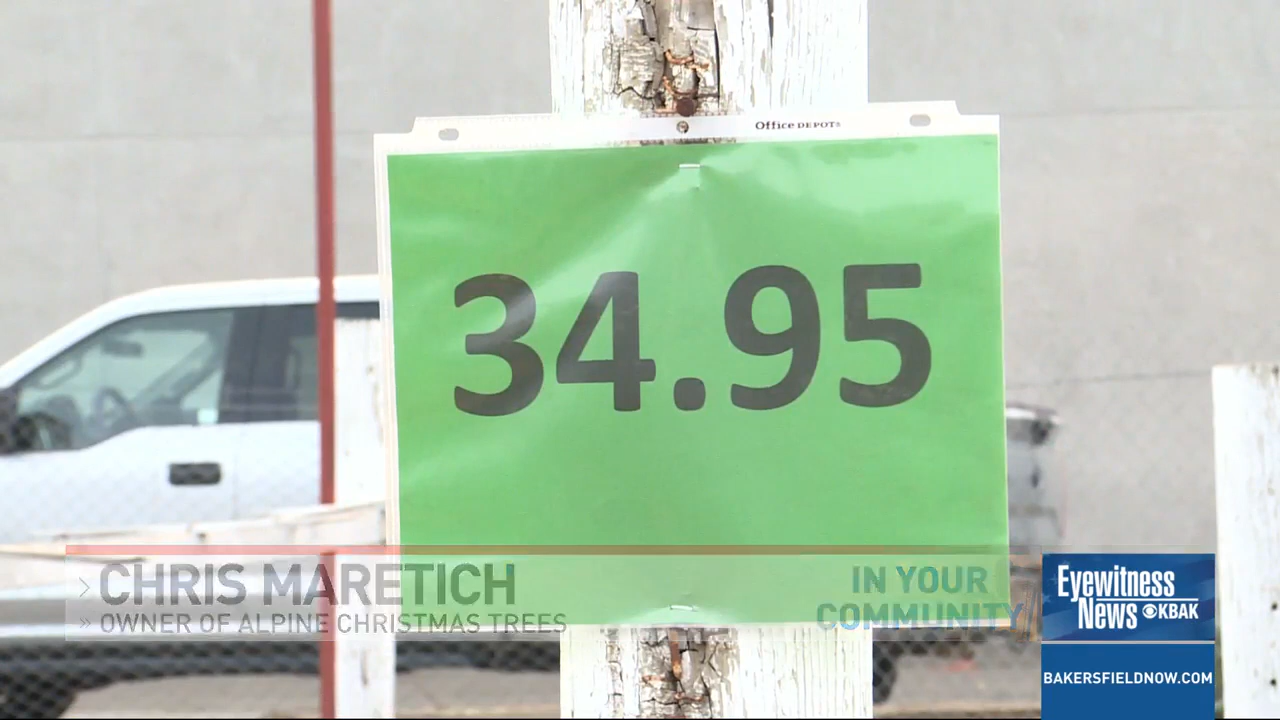 Office DEPOT
34.95
› CHRIS MARETICH
» OWNER OF ALPINE CHRISTMAS TREES
IN YOUR
COMMUNITY
Eyewitness
News KBAK
BAKERSFIELDNOW.COM